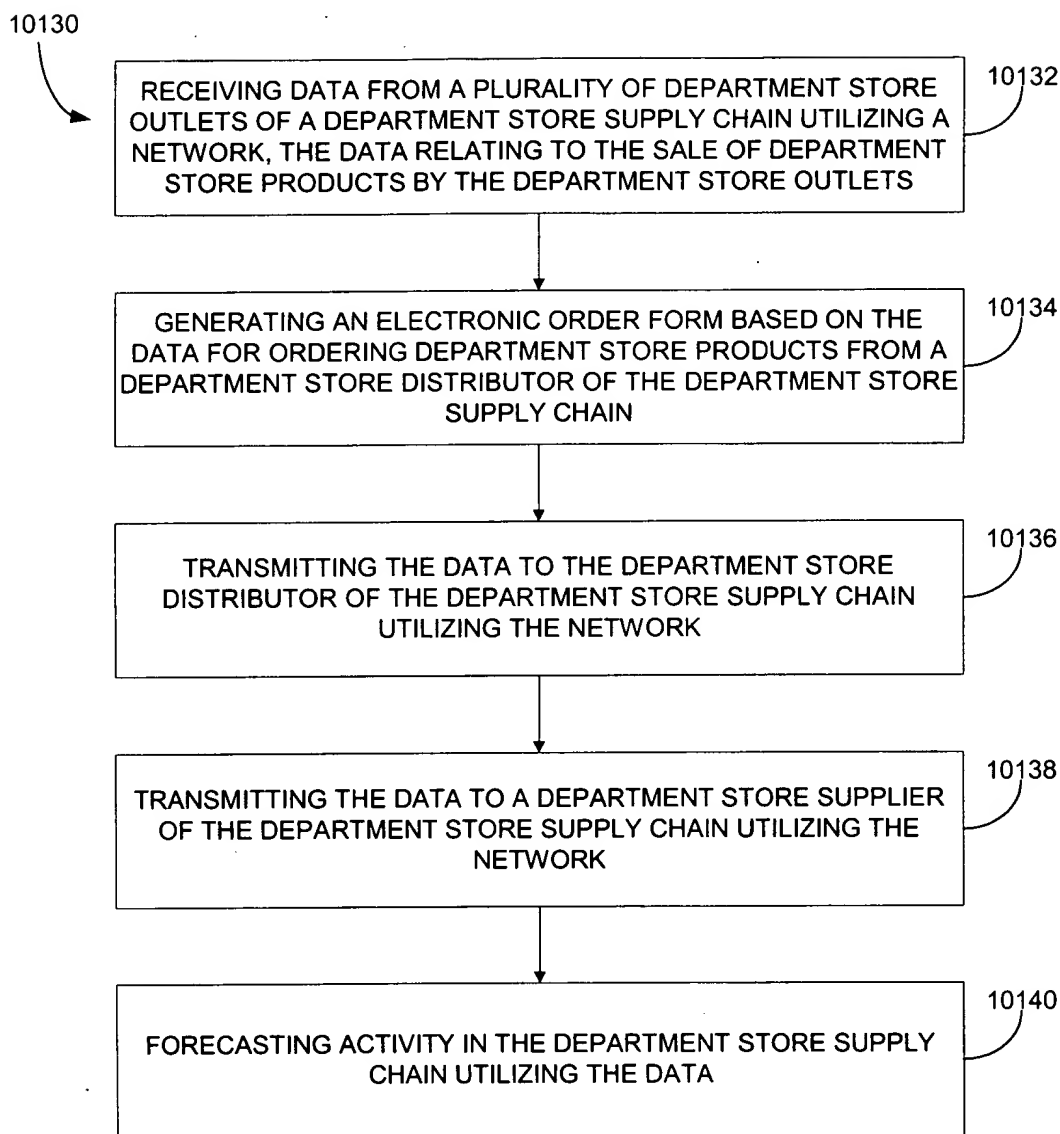 10130
10132
RECEIVING DATA FROM A PLURALITY OF DEPARTMENT STORE
OUTLETS OF A DEPARTMENT STORE SUPPLY CHAIN UTILIZING A
NETWORK, THE DATA RELATING TO THE SALE OF DEPARTMENT
STORE PRODUCTS BY THE DEPARTMENT STORE OUTLETS
10134
GENERATING AN ELECTRONIC ORDER FORM BASED ON THE
DATA FOR ORDERING DEPARTMENT STORE PRODUCTS FROM A
DEPARTMENT STORE DISTRIBUTOR OF THE DEPARTMENT STORE
SUPPLY CHAIN
10136
TRANSMITTING THE DATA TO THE DEPARTMENT STORE
DISTRIBUTOR OF THE DEPARTMENT STORE SUPPLY CHAIN
UTILIZING THE NETWORK
10138
TRANSMITTING THE DATA TO A DEPARTMENT STORE SUPPLIER
OF THE DEPARTMENT STORE SUPPLY CHAIN UTILIZING THE
NETWORK
10140
FORECASTING ACTIVITY IN THE DEPARTMENT STORE SUPPLY
CHAIN UTILIZING THE DATA